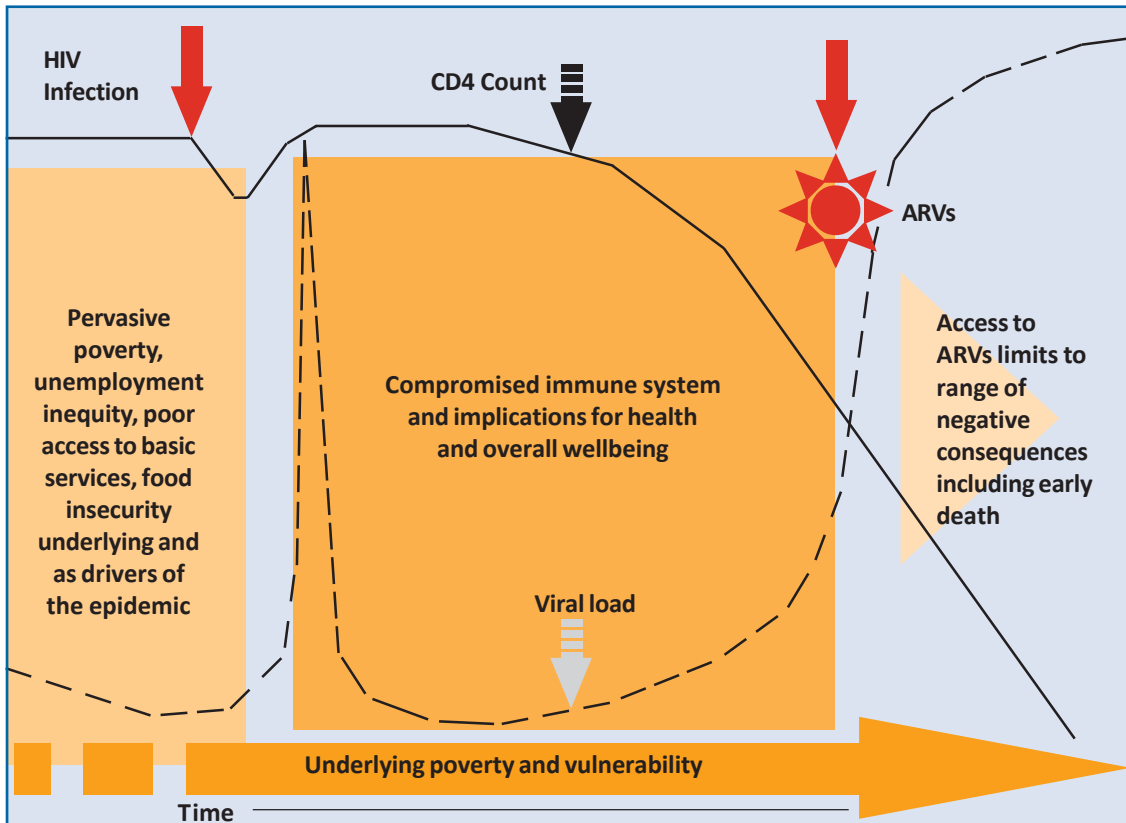 HIV
Infection
CD4 Count
ARVs
Pervasive
poverty,
unemployment
inequity, poor
access to basic
services, food
insecurity
underlying and
as drivers of
the epidemic
Compromised immune system
and implications for health
and overall wellbeing
Access to
ARVs limits to
range of
negative
consequences
including early
death
Viral load
Underlying poverty and vulnerability
Time